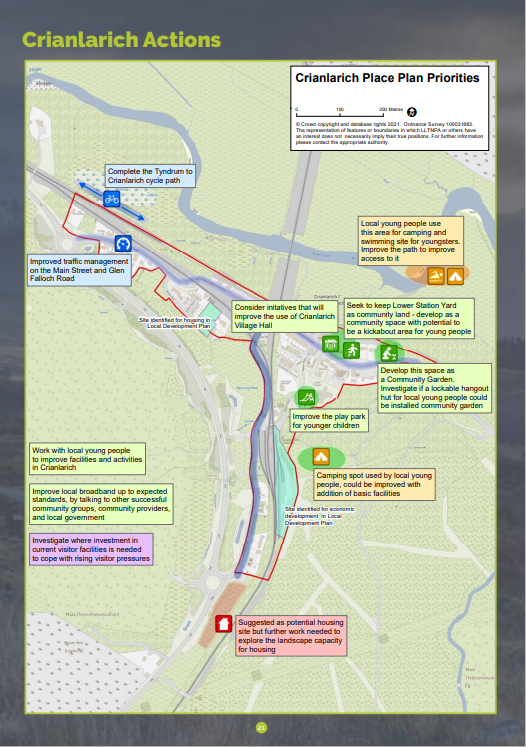 Crianlarich Actions
Crianlarich Place Plan Priorities
0 100 200 Metres
© Crown copyright and database rights 2021. Ordnance Survey 100031883.
The representation of features or boundaries in which LLTNPA or others have
an interest does not necessarily imply their true positions. For further information
please contact the appropriate authority.
Complete the Tyndrum to
Crianlarich cycle path
Local young people use
this area for camping and
swimming site for youngsters.
Improve the path to improve
access to it
Improved traffic management
on the Main Street and Glen
Falloch Road
Site identified for housing in
Local Development Plan
Consider initatives that will
improve the use of Crianlarich
Village Hall
Crianlarich /
Seek to keep Lower Station Yard
as community land - develop as a
community space with potential to
be a kickabout area for young people
Develop this space as
a Community Garden.
Investigate if a lockable hangout
hut for local young people could
be installed community garden
Improve the play park
for younger children
Work with local young people
to improve facilities and activities
in Crianlarich
Camping spot used by local young
people, could be improved with
addition of basic facilities
Improve local broadband up to expected
standards, by talking to other successful
community groups, community providers,
and local government
Site identified for economic
development in Local
Development Plan
Investigate where investment in
current visitor facilities is needed
to cope with rising visitor pressures
Suggested as potential housing
site but further work needed to
explore the landscape capacity
for housing
21